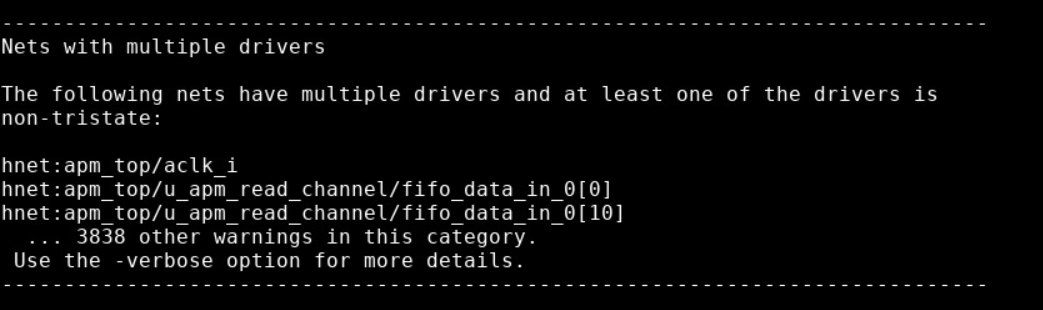 -------------------------------------------------------------------------------
Nets with multiple drivers
The following nets have multiple drivers and at least one of the drivers is
non-tristate:
hnet:apm_top/aclk_i
hnet:apm_top/u_apm_read_channel/fifo_data_in_0[0]
hnet:apm_top/u_apm_read_channel/fifo_data_in_0[10]
  ... 3838 other warnings in this category.
 Use the -verbose option for more details.
-------------------------------------------------------------------------------